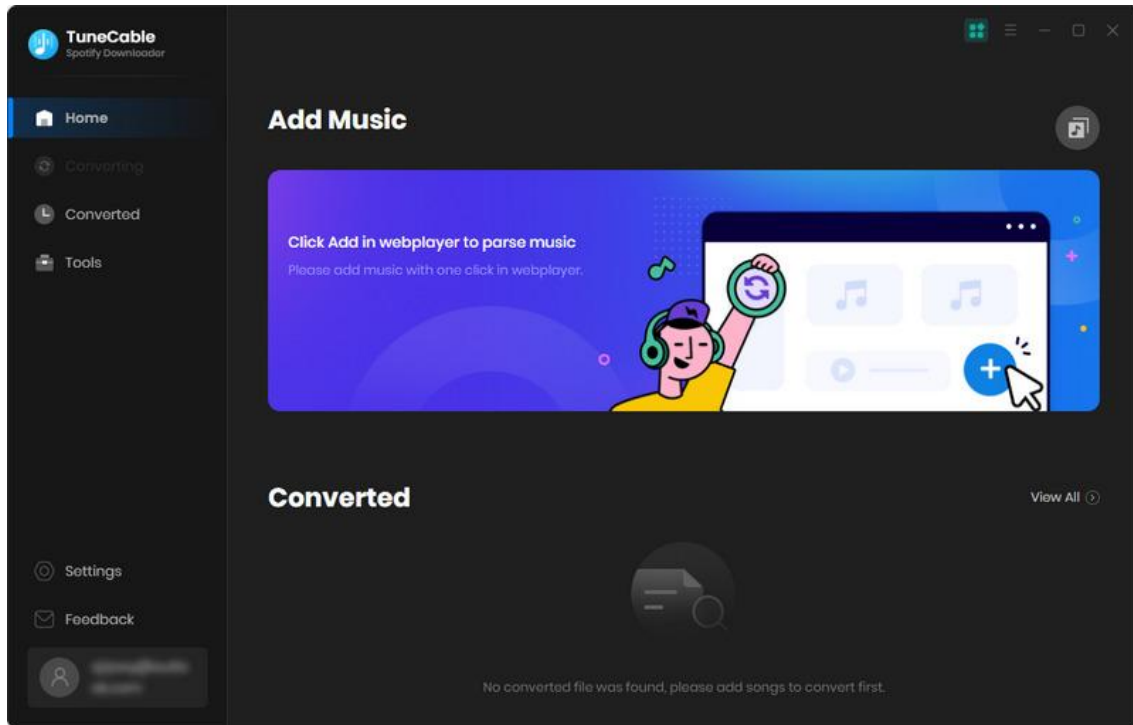 TuneCable
Spotify Downloader
Home
Converting
Converted
Tools
Settings
Feedback
Add Music
Click Add in webplayer to parse music
Please add music with one click in webplayer.
Converted
View All
No converted file was found, please add songs to convert first.